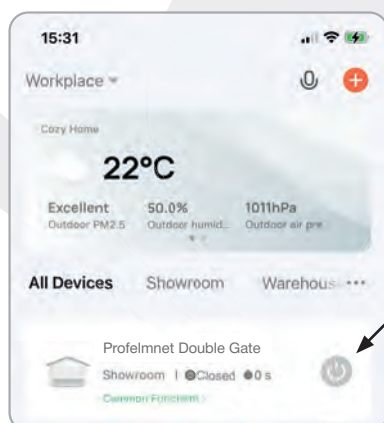 15:31
Workplace
Cozy Home
22°C
Excellent 50.0% 1011hPa
Outdoor PM2.5 Outdoor humid... Outdoor air pre...
All Devices Showroom Warehous
Profelmnet Double Gate
Showroom | Closed 0 s
Common Function